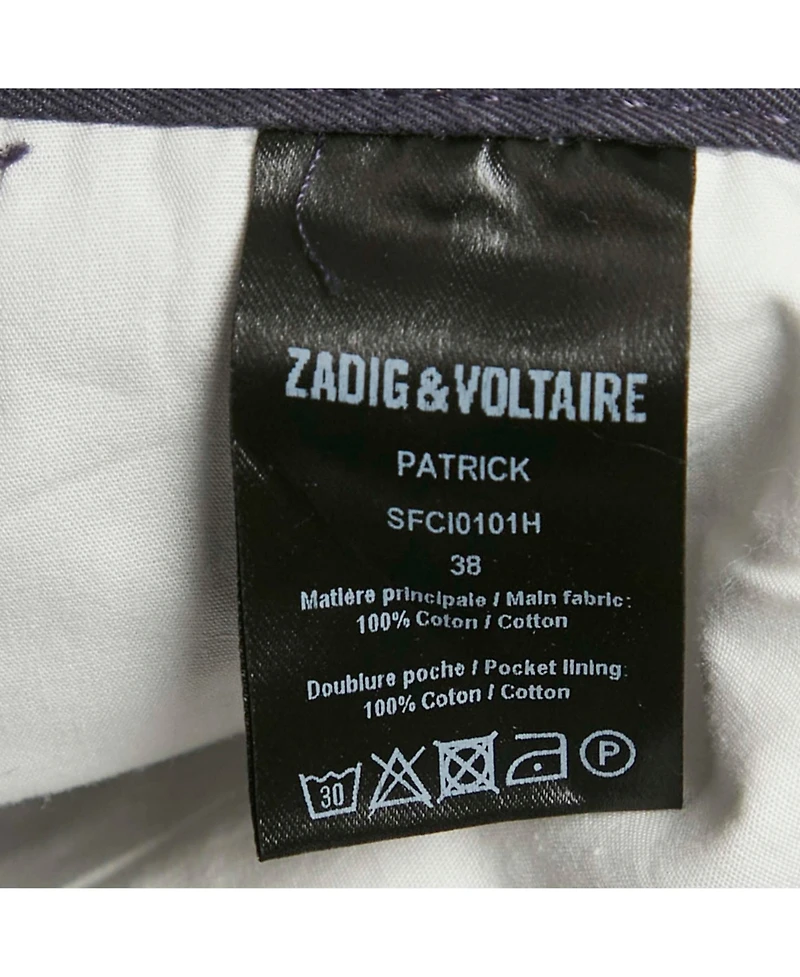 ZADIG & VOLTAIRE
PATRICK
SFCI0101H
38
Matière principale / Main fabric:
100% Coton / Cotton
Doublure poche / Pocket lining
100% Coton / Cotton
30
P